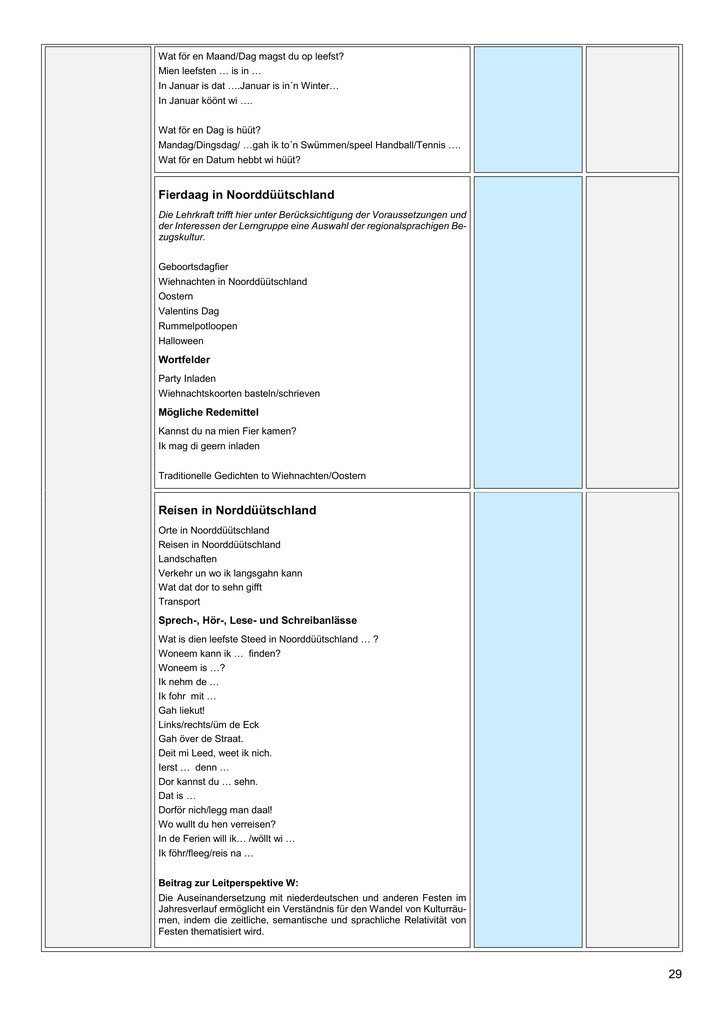 Wat för en Maand/Dag magst du op leefst?
Mien leefsten … is in …
In Januar is dat ….Januar is in´n Winter…
In Januar köönt wi ….
Wat för en Dag is hüüt?
Mandag/Dingsdag/ …gah ik to´n Swümmen/speel Handball/Tennis ….
Wat för en Datum hebbt wi hüüt?
Fierdaag in Noorddüütschland
Die Lehrkraft trifft hier unter Berücksichtigung der Voraussetzungen und
der Interessen der Lerngruppe eine Auswahl der regionalsprachigen Be-
zugskultur.
Geboortsdagfier
Wiehnachten in Noorddüütschland
Oostern
Valentins Dag
Rummelpotloopen
Halloween
Wortfelder
Party Inladen
Wiehnachtskoorten basteln/schrieven
Mögliche Redemittel
Kannst du na mien Fier kamen?
Ik mag di geern inladen
Traditionelle Gedichten to Wiehnachten/Oostern
Reisen in Norddüütschland
Orte in Noorddüütschland
Reisen in Noorddüütschland
Landschaften
Verkehr un wo ik langsgahn kann
Wat dat dor to sehn gifft
Transport
Sprech-, Hör-, Lese- und Schreibanlässe
Wat is dien leefste Steed in Noorddüütschland … ?
Woneem kann ik … finden?
Woneem is …?
Ik nehm de …
Ik fohr mit …
Gah liekut!
Links/rechts/üm de Eck
Gah över de Straat.
Deit mi Leed, weet ik nich.
Ierst … denn …
Dor kannst du … sehn.
Dat is …
Dorför nich/legg man daal!
Wo wullt du hen verreisen?
In de Ferien will ik… /wöllt wi …
Ik föhr/fleeg/reis na …
Beitrag zur Leitperspektive W:
Die Auseinandersetzung mit niederdeutschen und anderen Festen im
Jahresverlauf ermöglicht ein Verständnis für den Wandel von Kulturräu-
men, indem die zeitliche, semantische und sprachliche Relativität von
Festen thematisiert wird.
29